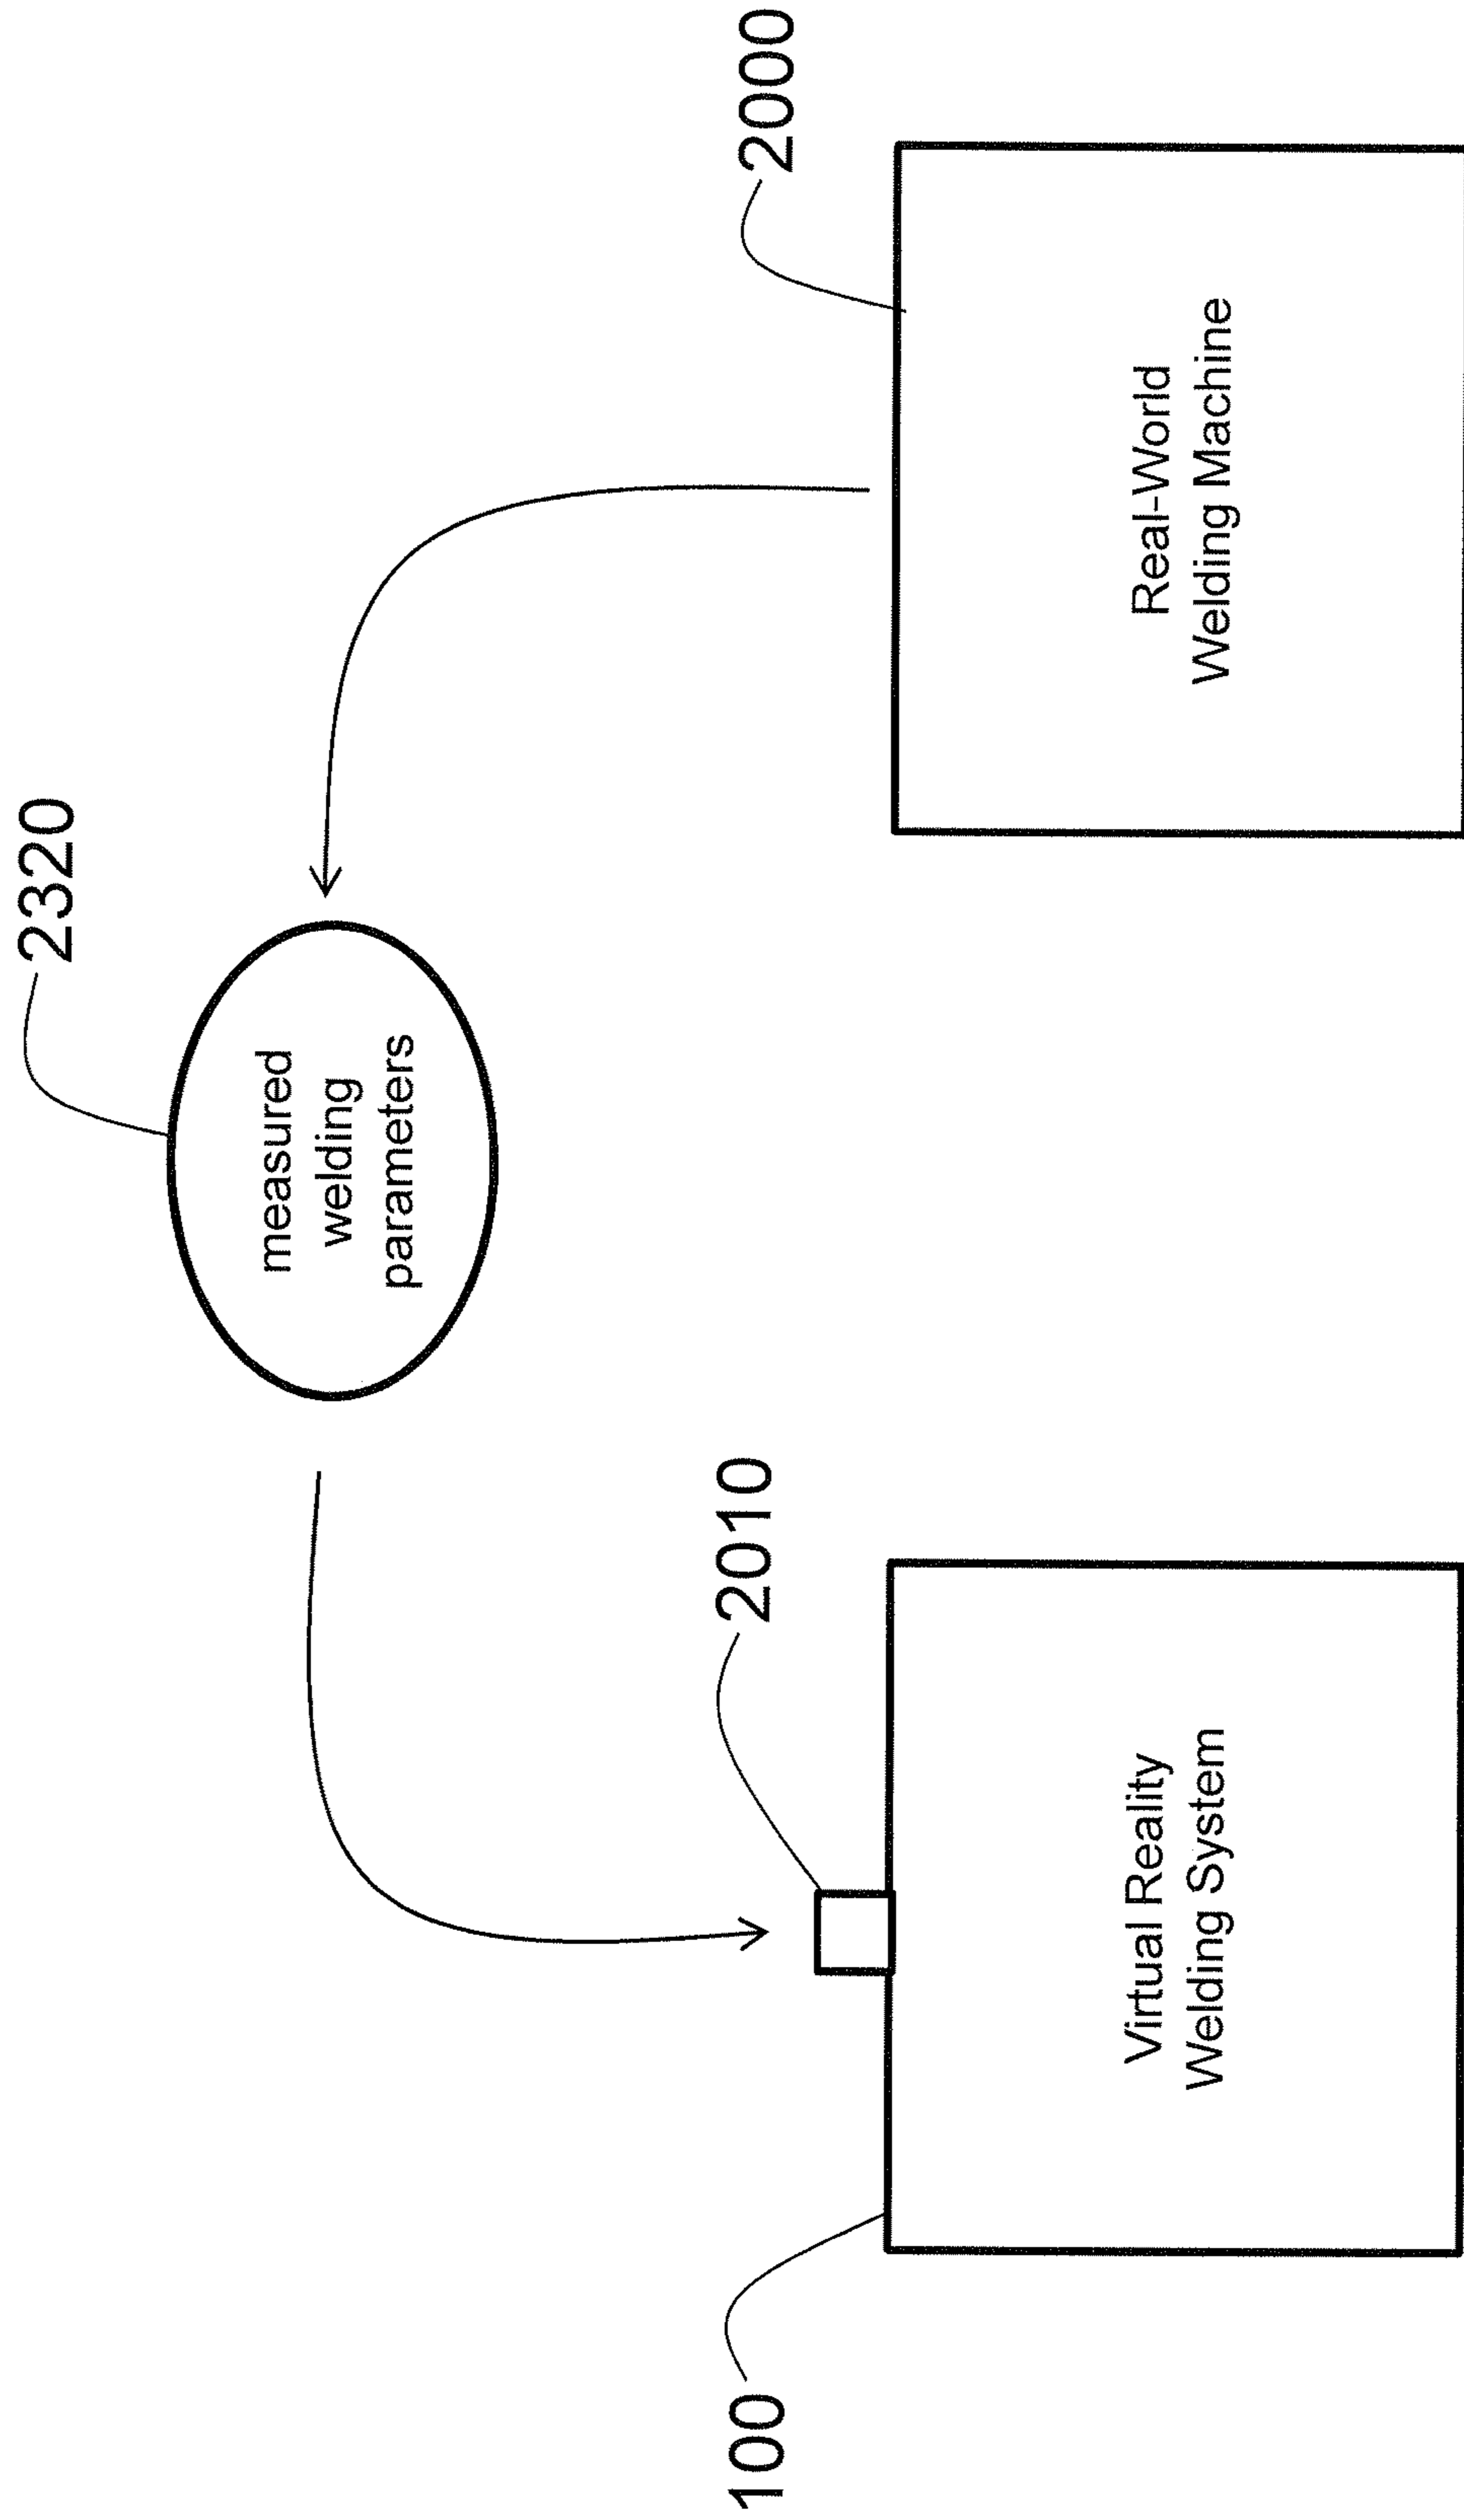 2320
measured
welding
parameters
100
2010
2000
Virtual Reality
Welding System
Real-World
Welding Machine